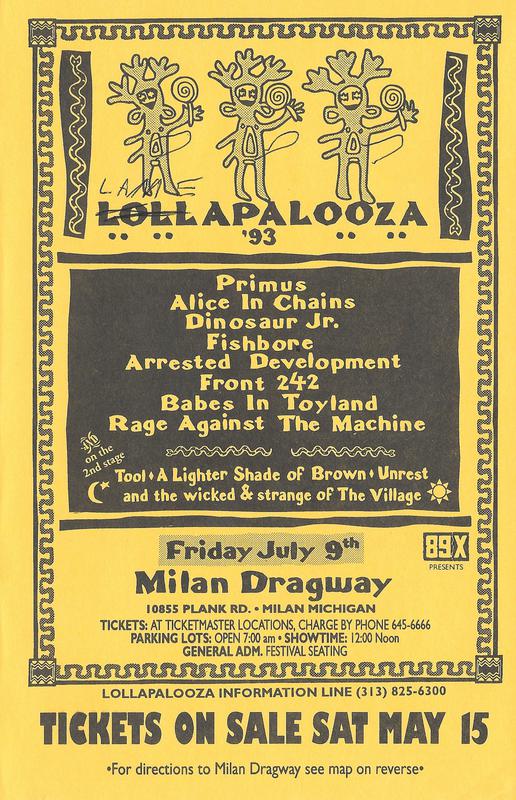 LAME
LOLLAPALOOZA
'93
Primus
Alice In Chains
Dinosaur Jr.
Fishbore
Arrested Development
Front 242
Babes In Toyland
Rage Against The Machine
AND
on the
2nd stage
Tool • A Lighter Shade of Brown • Unrest
and the wicked & strange of The Village
Friday July 9th
89X
PRESENTS
Milan Dragway
10855 PLANK RD. • MILAN MICHIGAN
TICKETS: AT TICKETMASTER LOCATIONS, CHARGE BY PHONE 645-6666
PARKING LOTS: OPEN 7:00 am • SHOWTIME: 12:00 Noon
GENERAL ADM. FESTIVAL SEATING
LOLLAPALOOZA INFORMATION LINE (313) 825-6300
TICKETS ON SALE SAT MAY 15
•For directions to Milan Dragway see map on reverse•